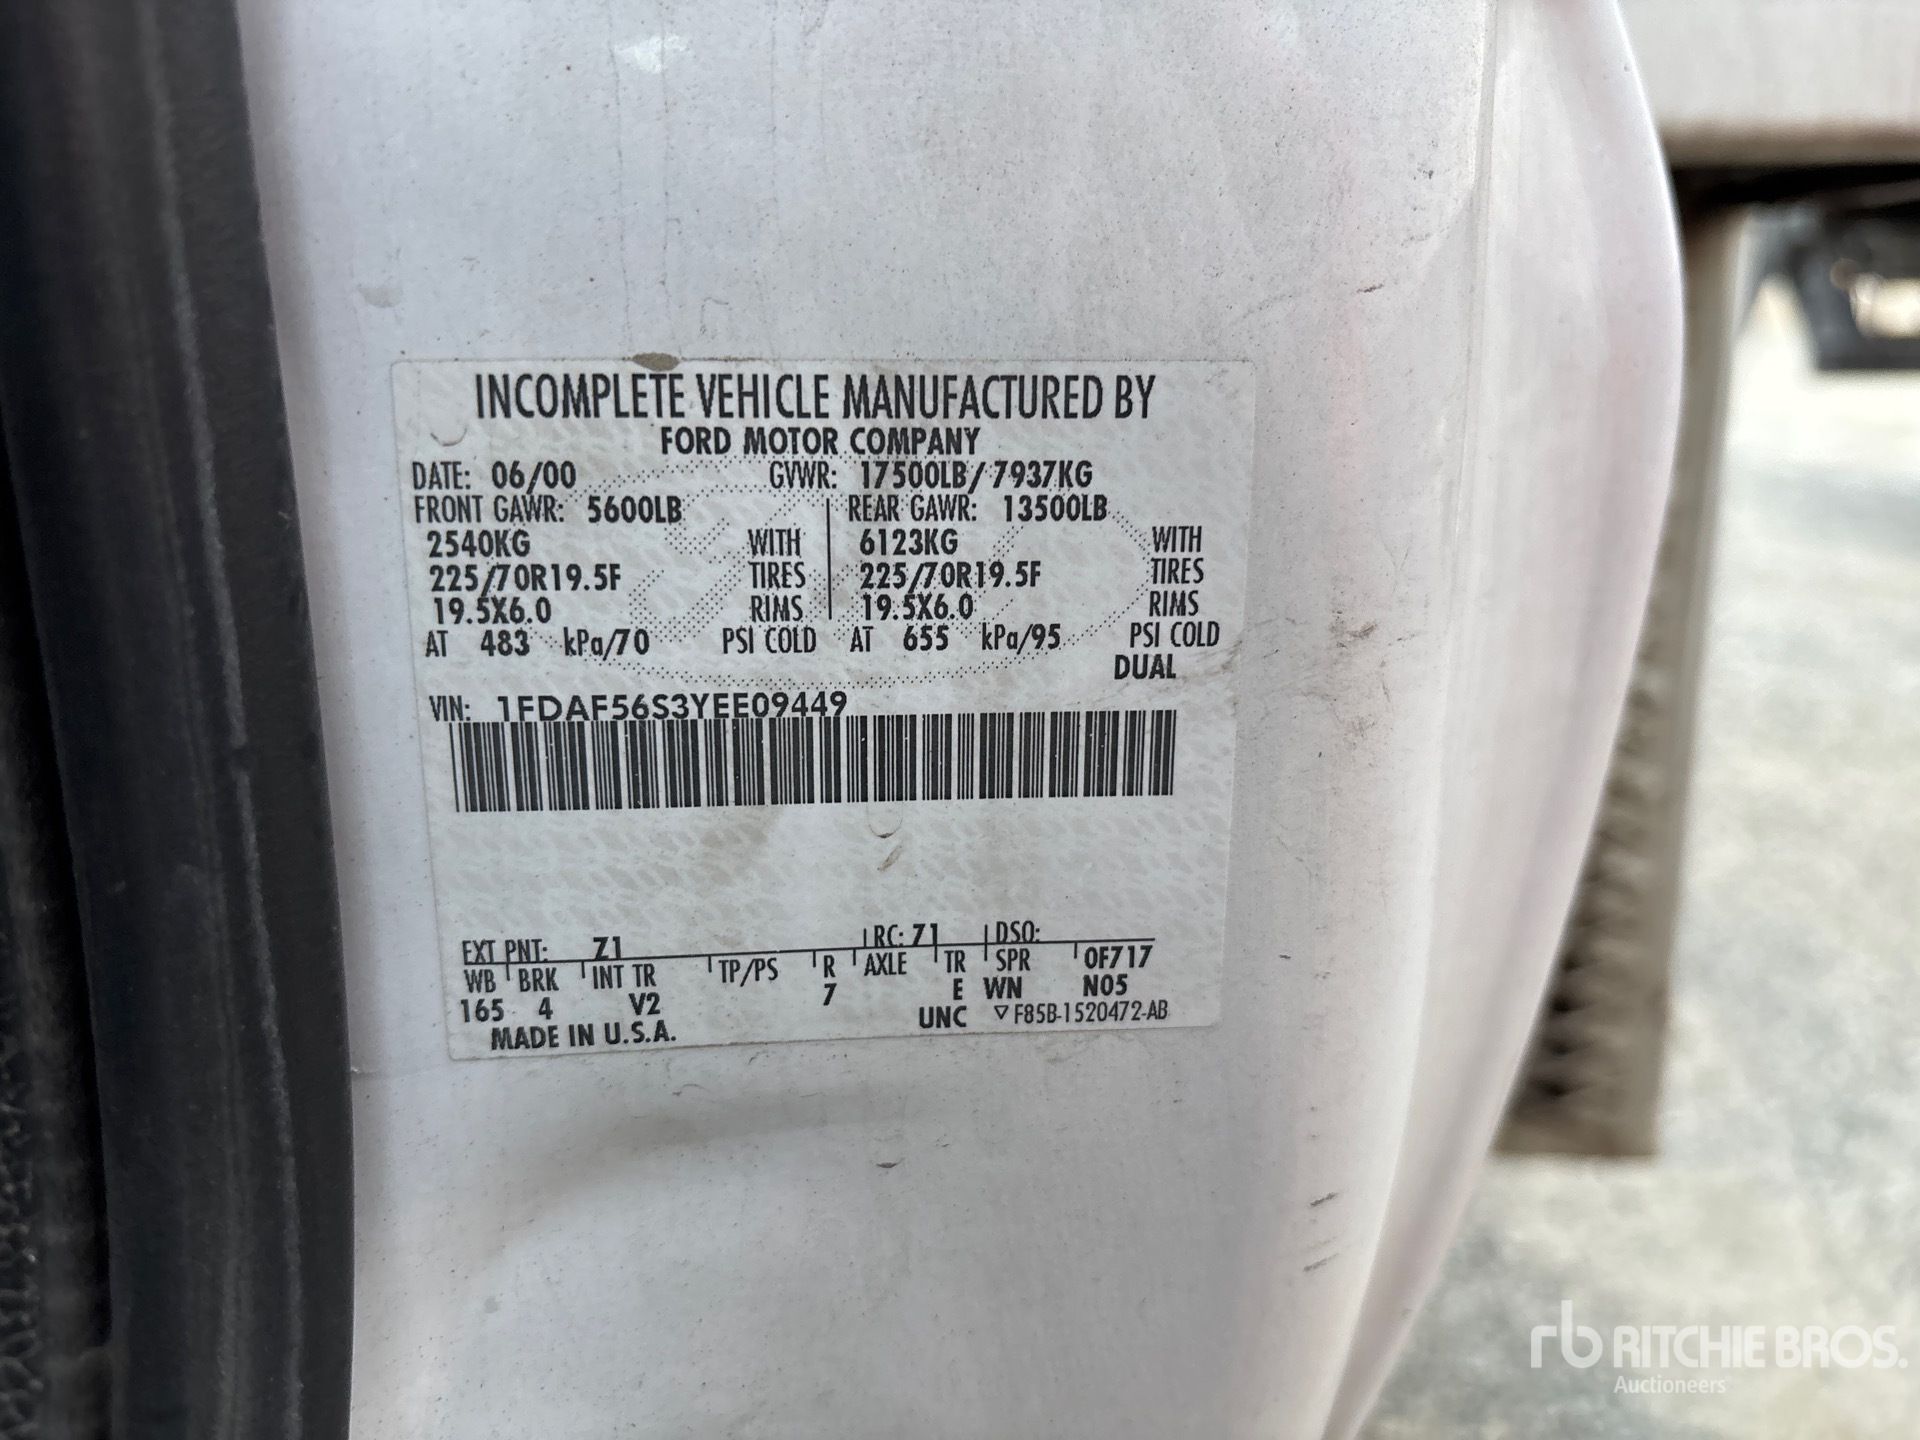 INCOMPLETE VEHICLE MANUFACTURED BY
FORD MOTOR COMPANY
DATE: 06/00 GVWR: 17500LB/ 7937KG
FRONT GAWR: 5600LB REAR GAWR: 13500LB
2540KG WITH 6123KG WITH
225/70R19.5F TIRES 225/70R19.5F TIRES
19.5X6.0 RIMS 19.5X6.0 RIMS
AT 483 kPa/70 PSI COLD AT 655 kPa/95 PSI COLD
DUAL
VIN: 1FDAF56S3YEE09449
EXT PNT: Z1 RC: 71 DSO:
WB BRK INT TR TP/PS R AXLE TR SPR 0F717
165 4 V2 7 E WN N05
MADE IN U.S.A. UNC ▽ F85B-1520472-AB
rb RITCHIE BROS.
Auctioneers